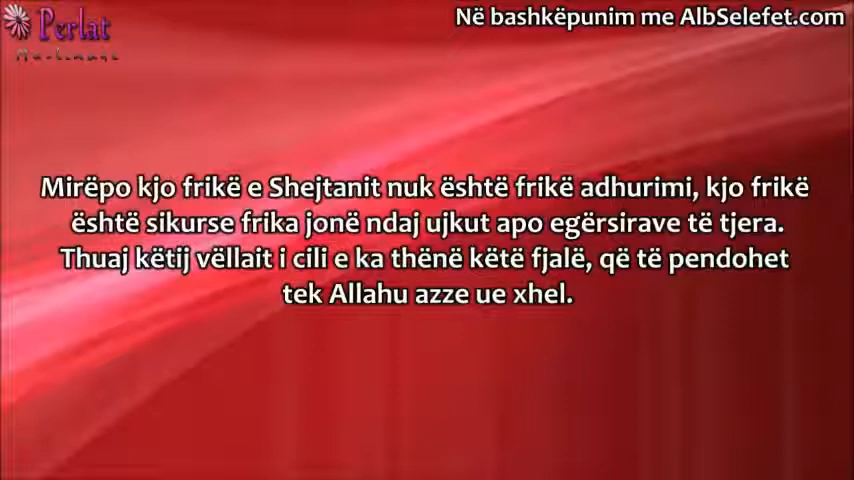 Perlat
Në bashkëpunim me AlbSelefet.com
Mirëpo kjo frikë e Shejtanit nuk është frikë adhurimi, kjo frikë
është sikurse frika jonë ndaj ujkut apo egërsirave të tjera.
Thuaj këtij vëllait i cili e ka thënë këtë fjalë, që të pendohet
tek Allahu azze ue xhel.